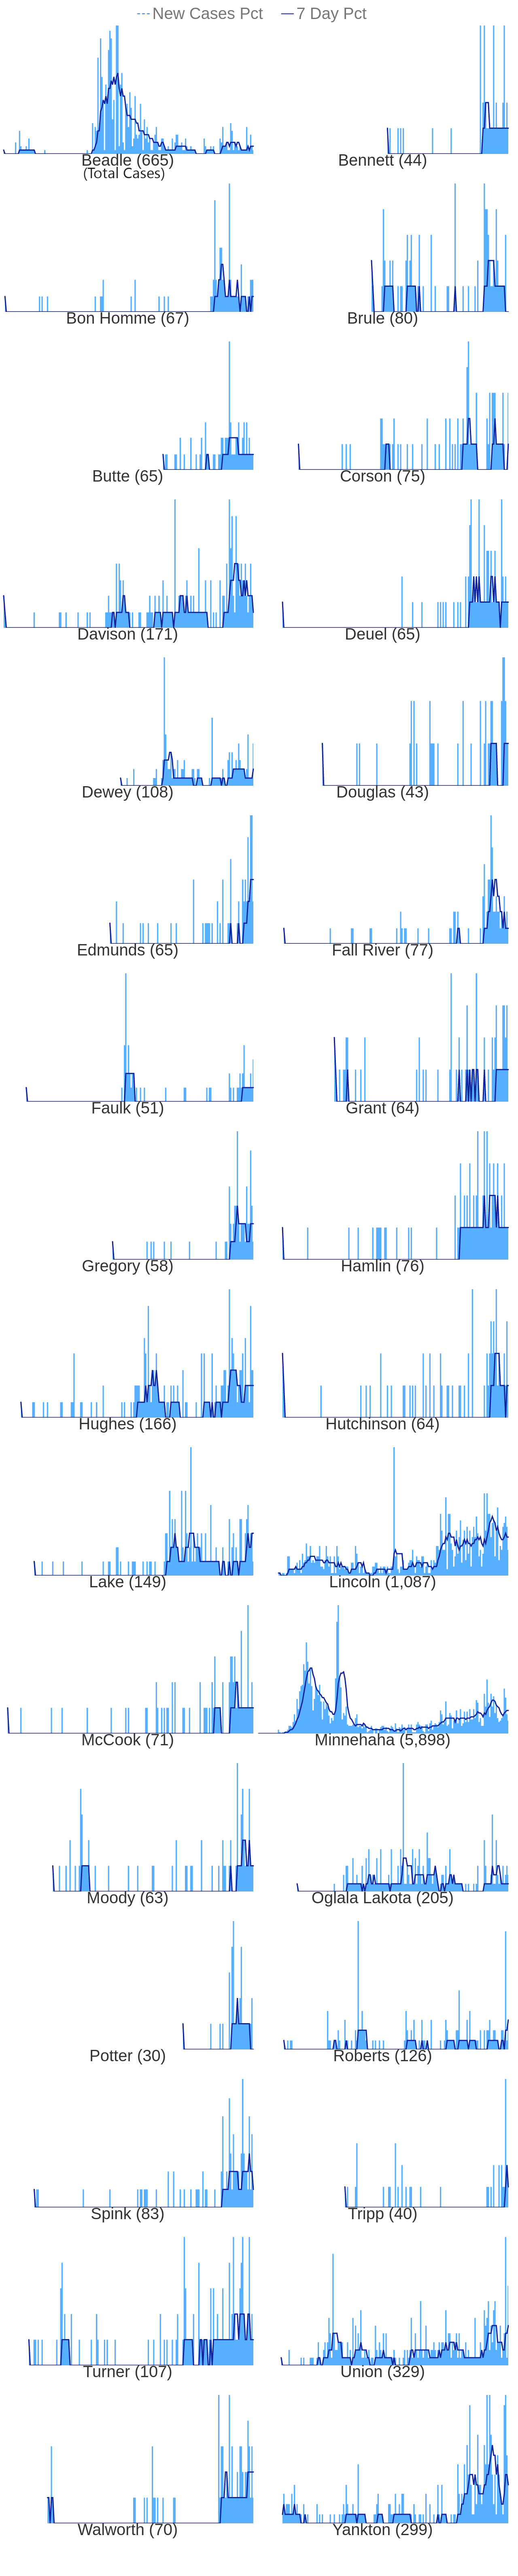 New Cases Pct 7 Day Pct
Beadle (665) Bennett (44)
(Total Cases)
Bon Homme (67) Brule (80)
Butte (65) Corson (75)
Davison (171) Deuel (65)
Dewey (108) Douglas (43)
Edmunds (65) Fall River (77)
Faulk (51) Grant (64)
Gregory (58) Hamlin (76)
Hughes (166) Hutchinson (64)
Lake (149) Lincoln (1,087)
McCook (71) Minnehaha (5,898)
Moody (63) Oglala Lakota (205)
Potter (30) Roberts (126)
Spink (83) Tripp (40)
Turner (107) Union (329)
Walworth (70) Yankton (299)